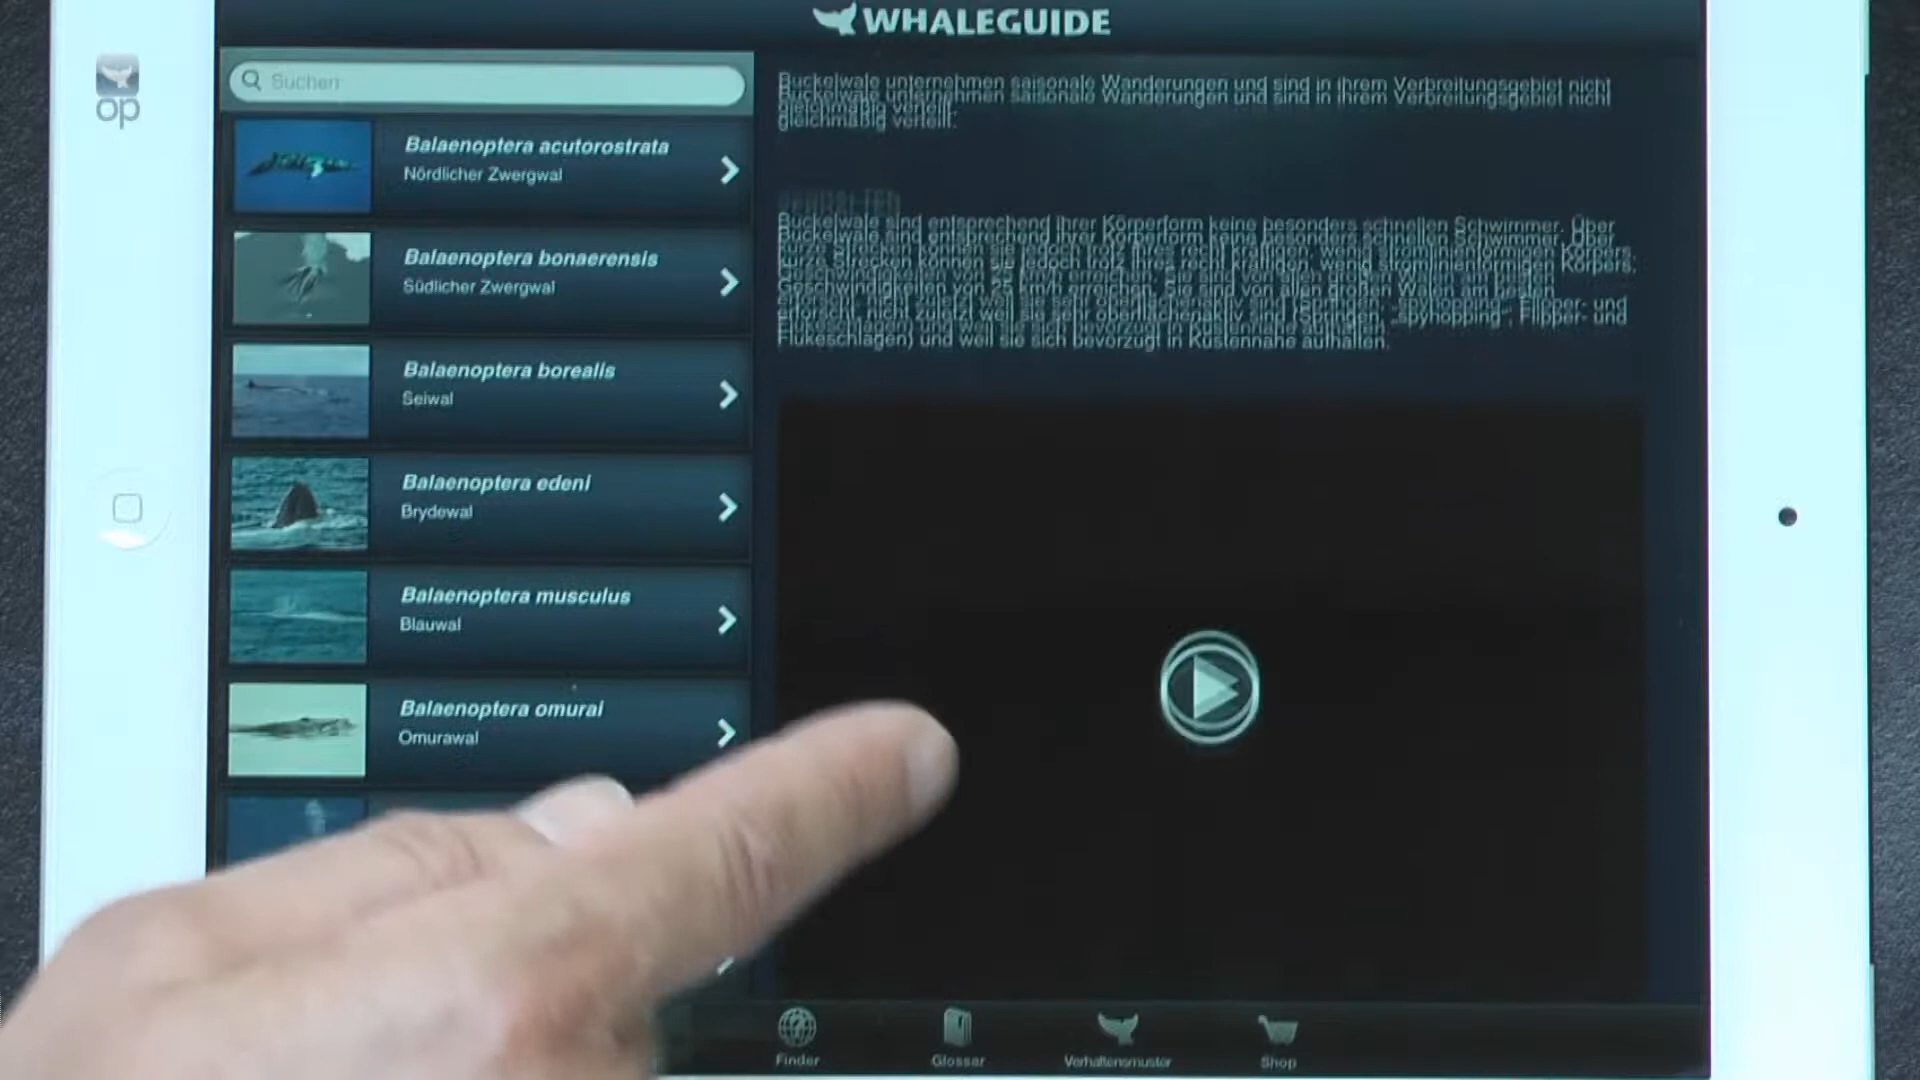 WHALEGUIDE
op
Suchen
Balaenoptera acutorostrata
Nördlicher Zwergwal
Balaenoptera bonaerensis
Südlicher Zwergwal
Balaenoptera borealis
Seiwal
Balaenoptera edeni
Brydewal
Balaenoptera musculus
Blauwal
Balaenoptera omurai
Omurawal
Buckelwale unternehmen saisonale Wanderungen und sind in ihrem Verbreitungsgebiet nicht
gleichmäßig verteilt.
VERHALTEN
Buckelwale sind entsprechend ihrer Körperform keine besonders schnellen Schwimmer. Über
kurze Strecken können sie jedoch trotz ihres recht kräftigen, wenig stromlinienförmigen Körpers,
Geschwindigkeiten von 25 km/h erreichen. Sie sind von allen großen Walen am besten
erforscht, nicht zuletzt weil sie sehr oberflächenaktiv sind (Springen, „spyhopping“, Flipper- und
Flukeschlagen) und weil sie sich bevorzugt in Küstennähe aufhalten.
Finder
Glossar
Verhaltensmuster
Shop